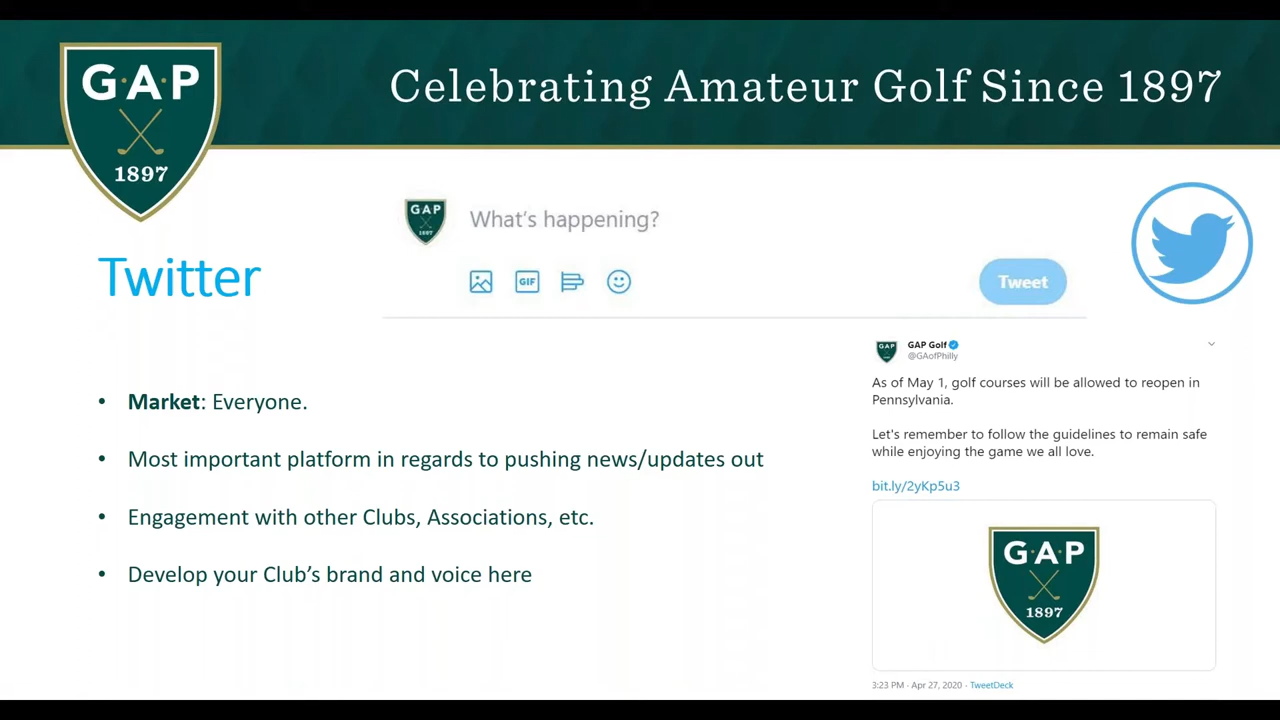 G·A·P
1897
Celebrating Amateur Golf Since 1897
GAP
1897
What's happening?
GIF
Tweet
Twitter
• Market: Everyone.
• Most important platform in regards to pushing news/updates out
• Engagement with other Clubs, Associations, etc.
• Develop your Club's brand and voice here
GAP
GAP Golf
@GAofPhilly
As of May 1, golf courses will be allowed to reopen in
Pennsylvania.
Let's remember to follow the guidelines to remain safe
while enjoying the game we all love.
bit.ly/2yKp5u3
G·A·P
1897
3:23 PM · Apr 27, 2020 · TweetDeck